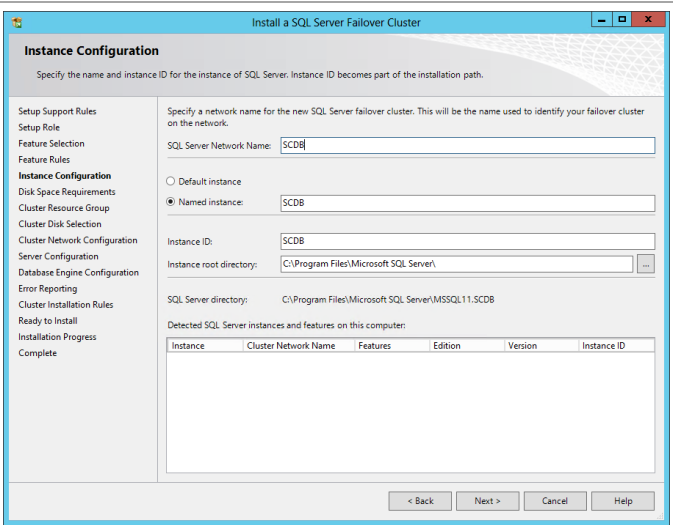 Install a SQL Server Failover Cluster
Instance Configuration
Specify the name and instance ID for the instance of SQL Server. Instance ID becomes part of the installation path.
Setup Support Rules
Setup Role
Feature Selection
Feature Rules
Instance Configuration
Disk Space Requirements
Cluster Resource Group
Cluster Disk Selection
Cluster Network Configuration
Server Configuration
Database Engine Configuration
Error Reporting
Cluster Installation Rules
Ready to Install
Installation Progress
Complete
Specify a network name for the new SQL Server failover cluster. This will be the name used to identify your failover cluster
on the network.
SQL Server Network Name: SCDB
Default instance
Named instance: SCDB
Instance ID: SCDB
Instance root directory: C:\Program Files\Microsoft SQL Server\ ...
SQL Server directory: C:\Program Files\Microsoft SQL Server\MSSQL11.SCDB
Detected SQL Server instances and features on this computer:
Instance Cluster Network Name Features Edition Version Instance ID
< Back Next > Cancel Help